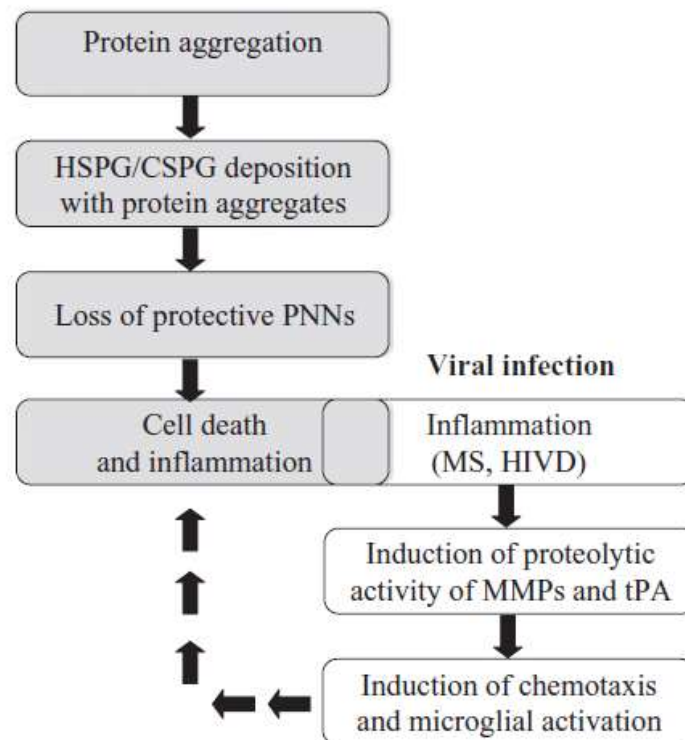 Protein aggregation
HSPG/CSPG deposition
with protein aggregates
Loss of protective PNNs
Viral infection
Cell death
and inflammation
Inflammation
(MS, HIVD)
Induction of proteolytic
activity of MMPs and tPA
Induction of chemotaxis
and microglial activation